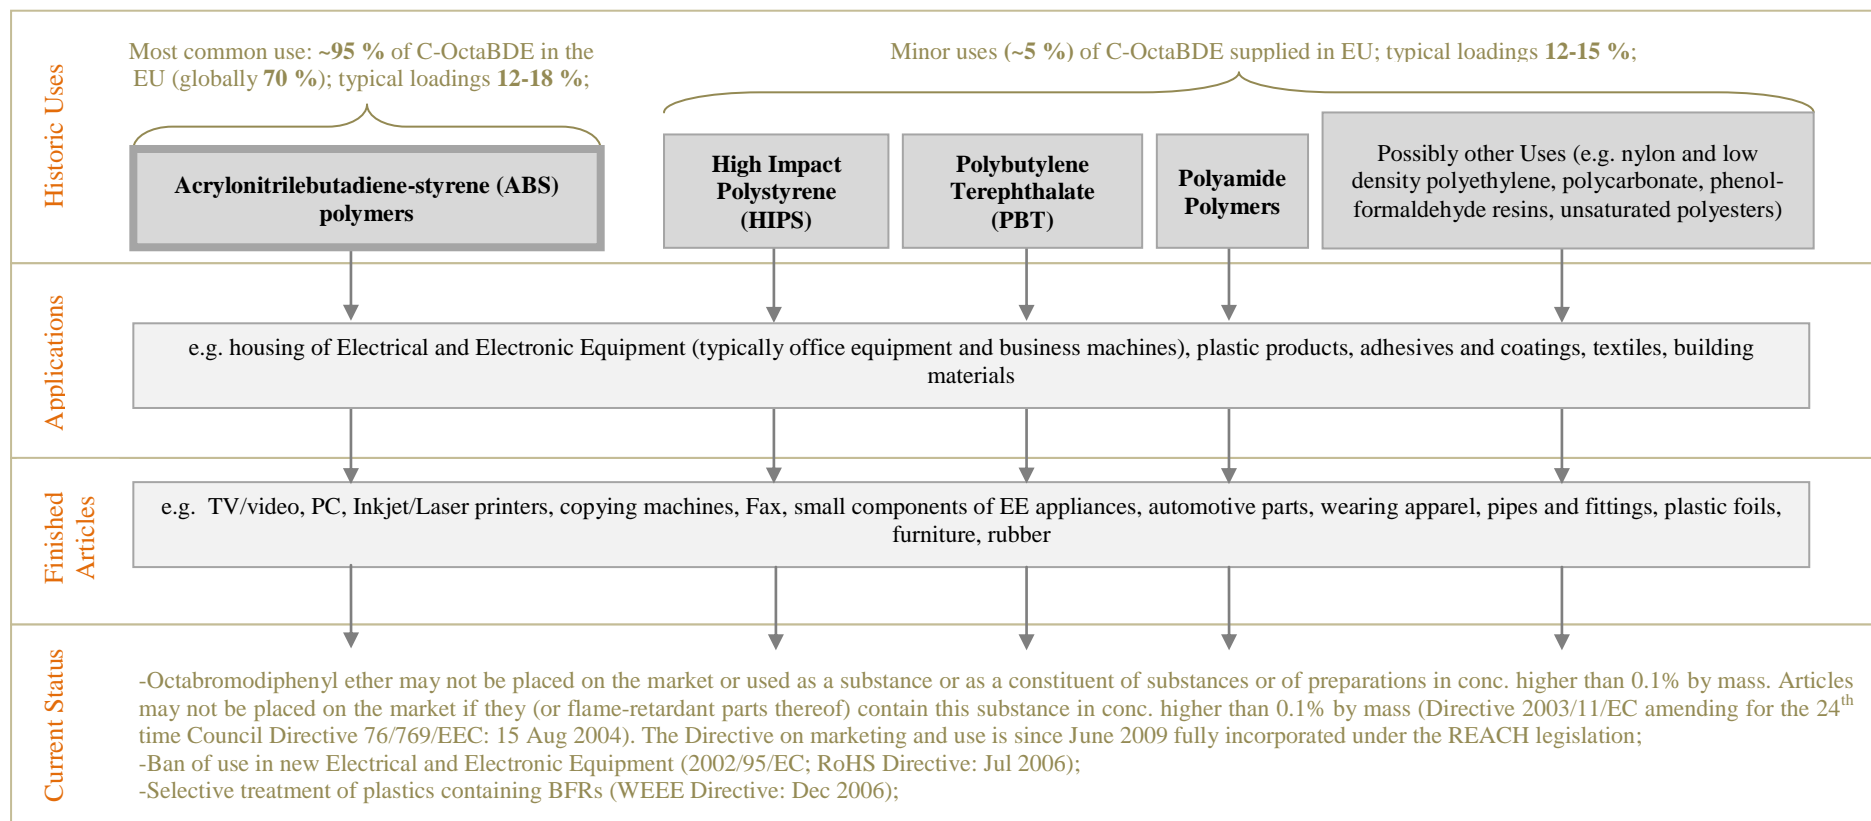 Historic Uses
Most common use: ~95 % of C-OctaBDE in the
EU (globally 70 %); typical loadings 12-18 %;
Minor uses (~5 %) of C-OctaBDE supplied in EU; typical loadings 12-15 %;
Acrylonitrilebutadiene-styrene (ABS)
polymers
High Impact
Polystyrene
(HIPS)
Polybutylene
Terephthalate
(PBT)
Polyamide
Polymers
Possibly other Uses (e.g. nylon and low
density polyethylene, polycarbonate, phenol-
formaldehyde resins, unsaturated polyesters)
Applications
e.g. housing of Electrical and Electronic Equipment (typically office equipment and business machines), plastic products, adhesives and coatings, textiles, building
materials
Finished
Articles
e.g. TV/video, PC, Inkjet/Laser printers, copying machines, Fax, small components of EE appliances, automotive parts, wearing apparel, pipes and fittings, plastic foils,
furniture, rubber
Current Status
-Octabromodiphenyl ether may not be placed on the market or used as a substance or as a constituent of substances or of preparations in conc. higher than 0.1% by mass. Articles
may not be placed on the market if they (or flame-retardant parts thereof) contain this substance in conc. higher than 0.1% by mass (Directive 2003/11/EC amending for the 24th
time Council Directive 76/769/EEC: 15 Aug 2004). The Directive on marketing and use is since June 2009 fully incorporated under the REACH legislation;
-Ban of use in new Electrical and Electronic Equipment (2002/95/EC; RoHS Directive: Jul 2006);
-Selective treatment of plastics containing BFRs (WEEE Directive: Dec 2006);